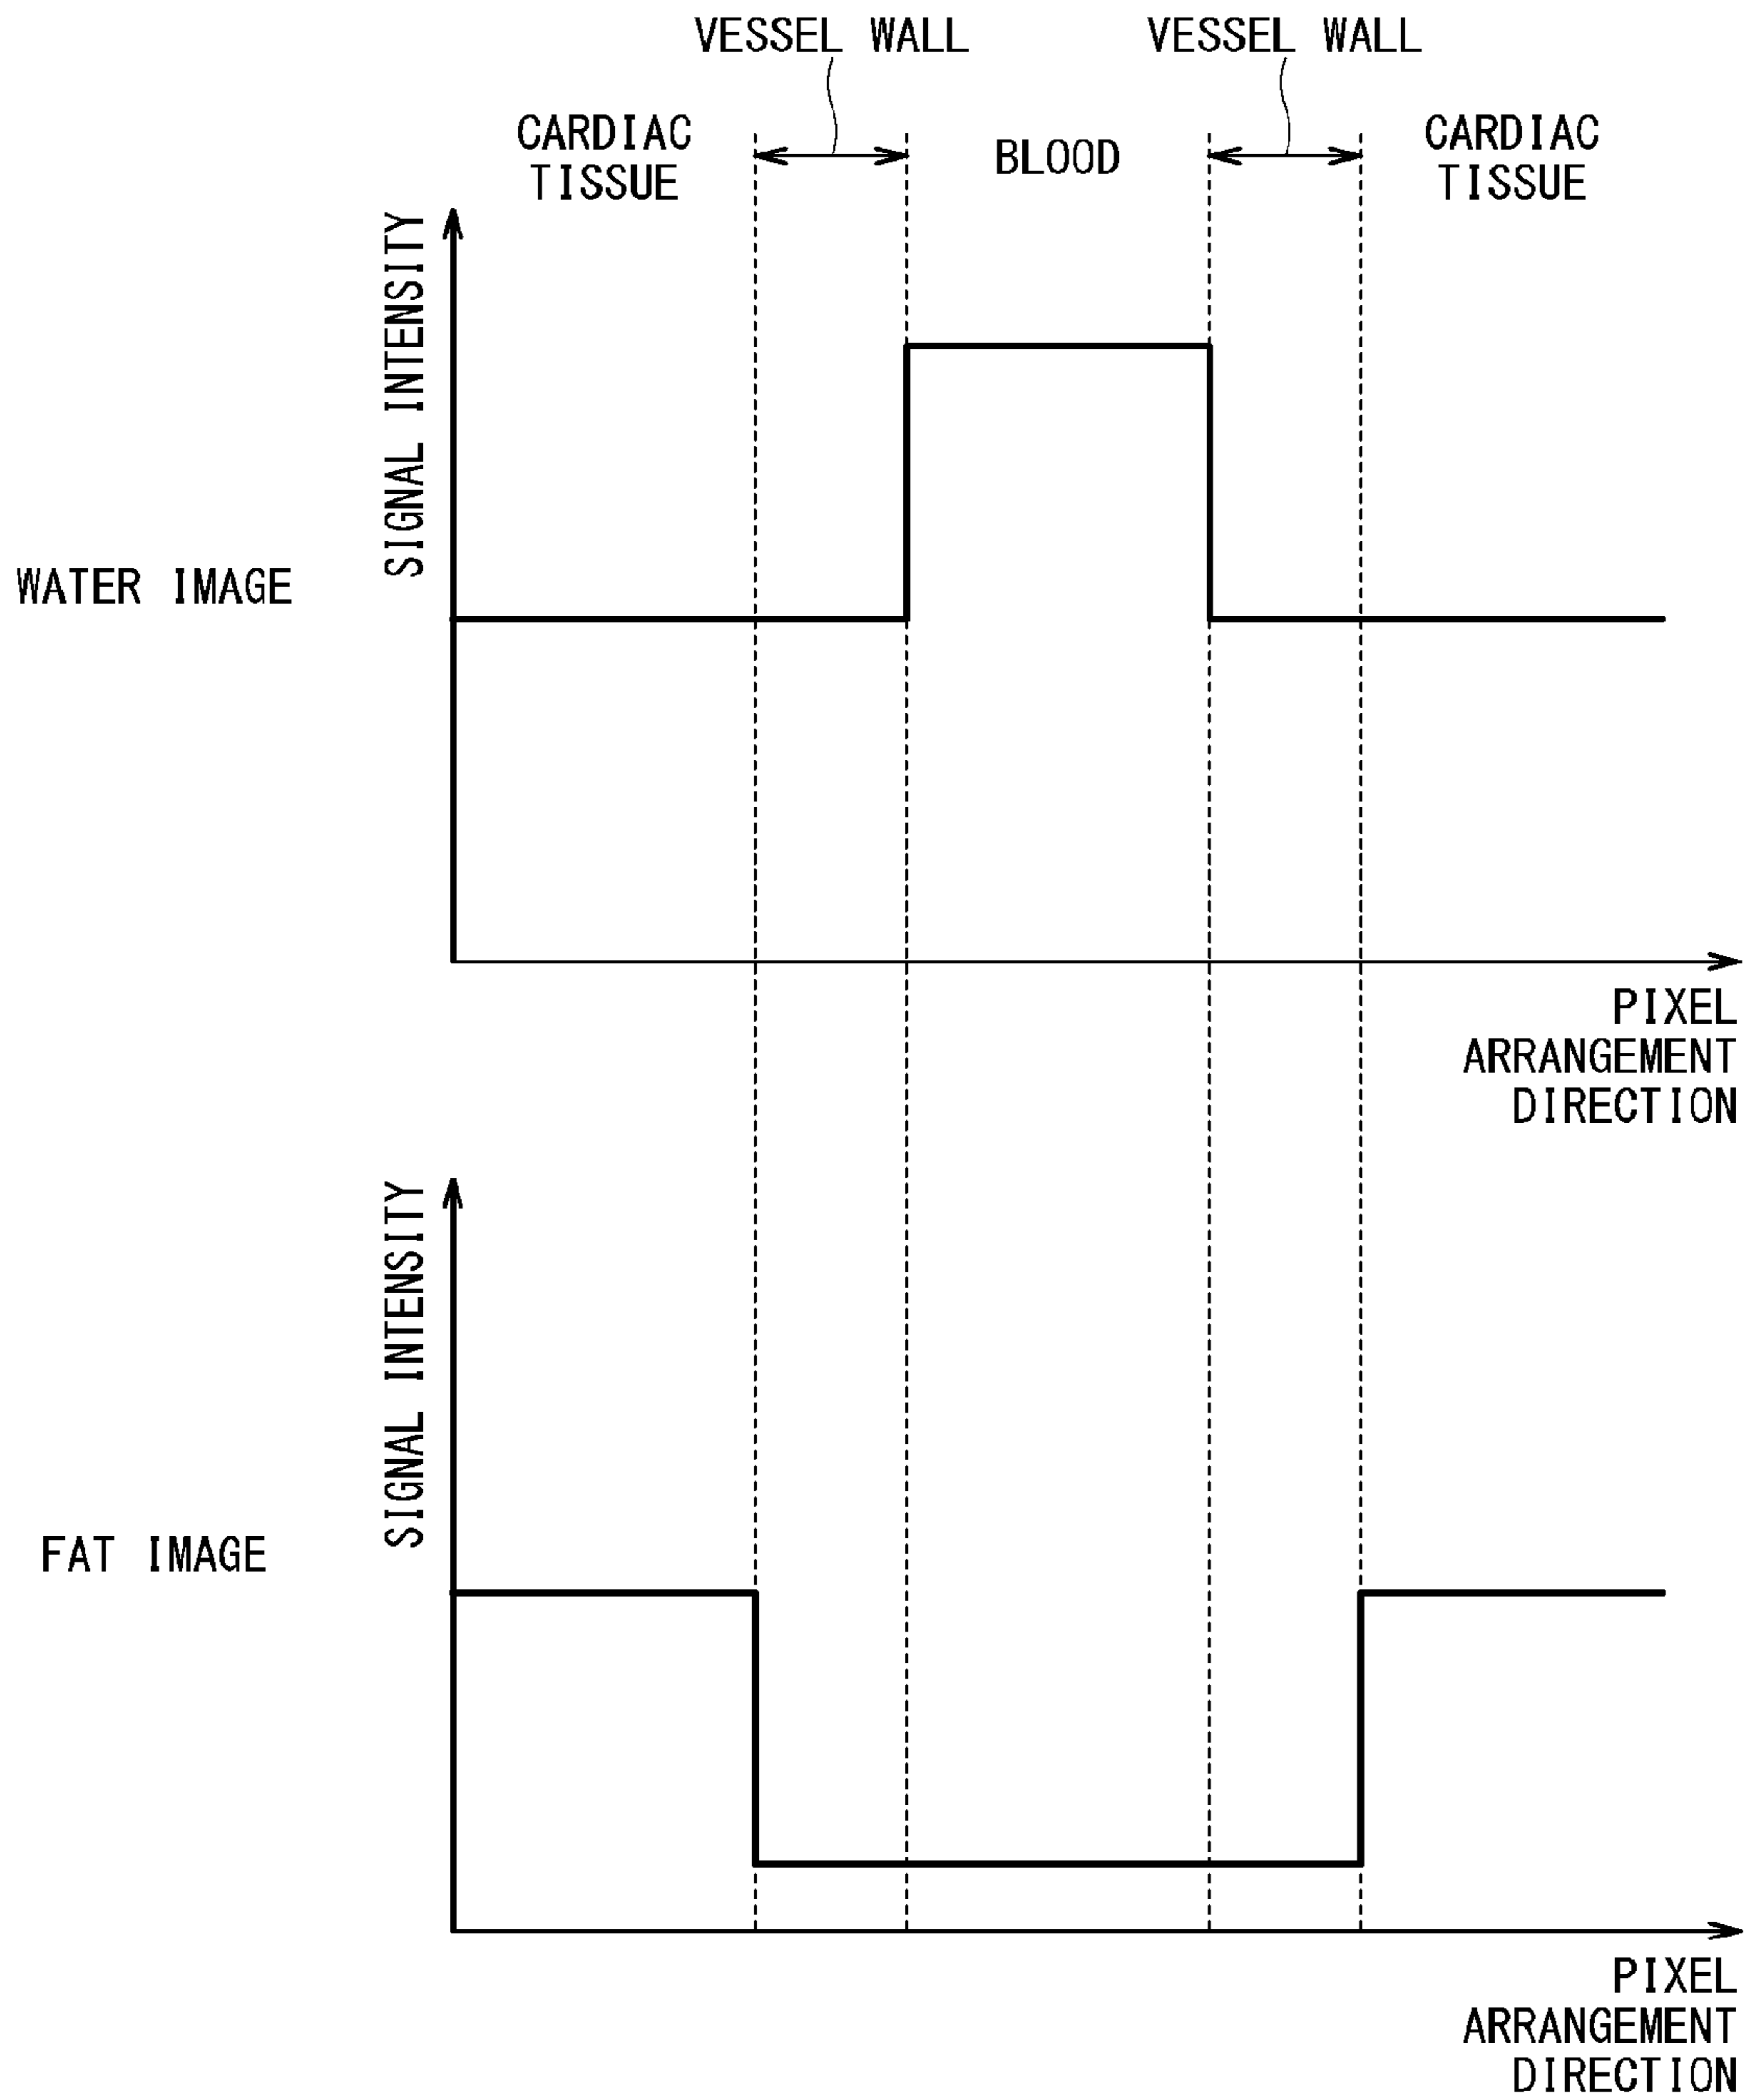 VESSEL WALL
VESSEL WALL
CARDIAC
TISSUE
BLOOD
CARDIAC
TISSUE
SIGNAL INTENSITY
WATER IMAGE
PIXEL
ARRANGEMENT
DIRECTION
SIGNAL INTENSITY
FAT IMAGE
PIXEL
ARRANGEMENT
DIRECTION